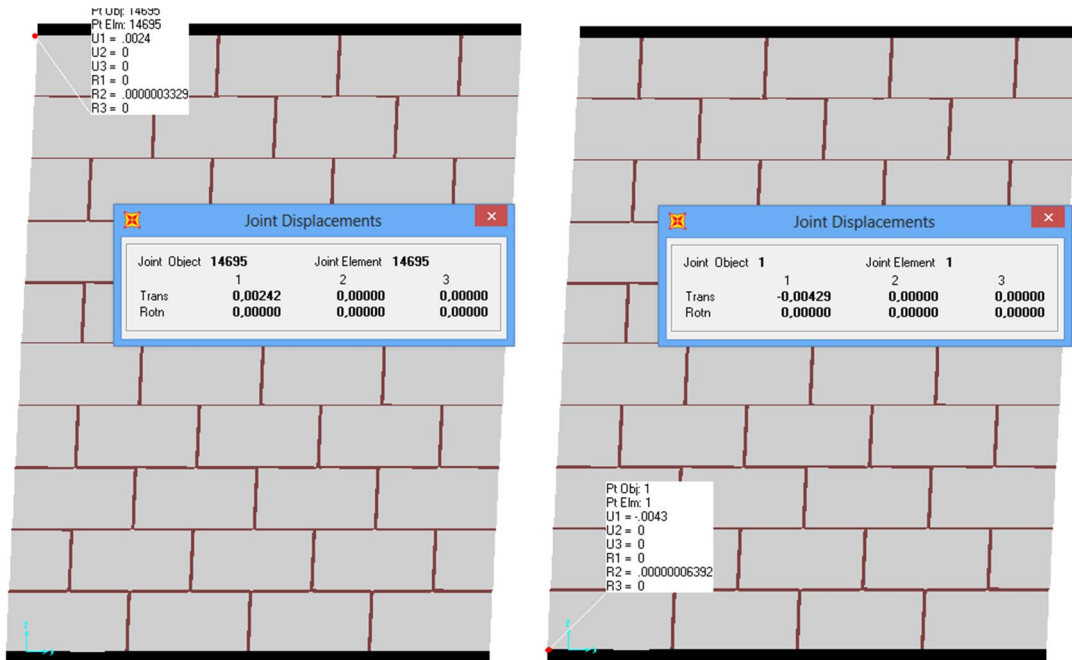 Pt Obj: 14695
Pt Elm: 14695
U1 = .0024
U2 = 0
U3 = 0
R1 = 0
R2 = .0000003329
R3 = 0
Joint Displacements
Joint Object 14695 Joint Element 14695
1 2 3
Trans 0,00242 0,00000 0,00000
Rotn 0,00000 0,00000 0,00000
Z
Joint Displacements
Joint Object 1 Joint Element 1
1 2 3
Trans -0,00429 0,00000 0,00000
Rotn 0,00000 0,00000 0,00000
Pt Obj: 1
Pt Elm: 1
U1 = -.0043
U2 = 0
U3 = 0
R1 = 0
R2 = .00000006392
R3 = 0
Z